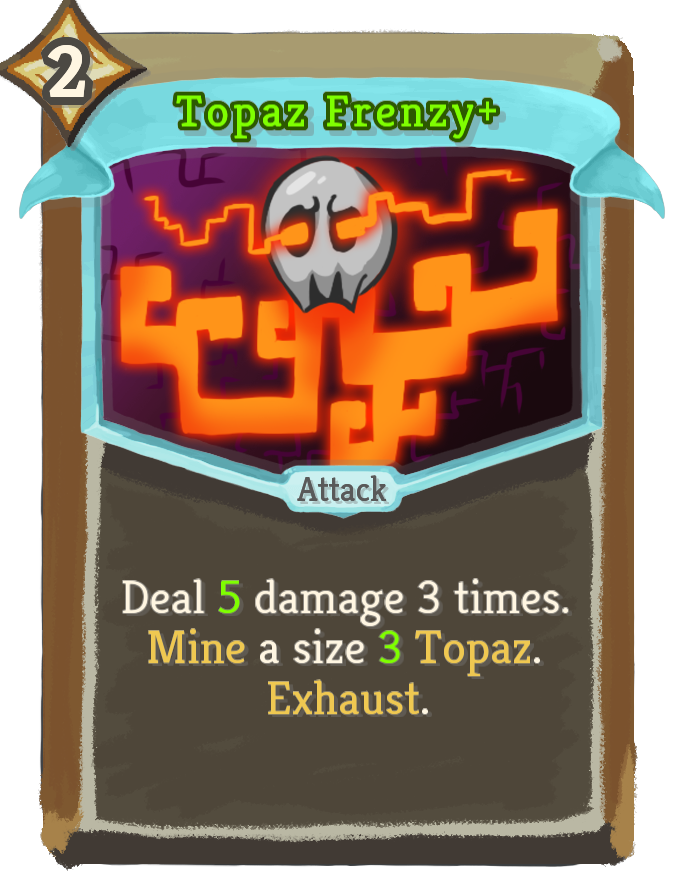 2
Topaz Frenzy+
Attack
Deal 5 damage 3 times.
Mine a size 3 Topaz.
Exhaust.